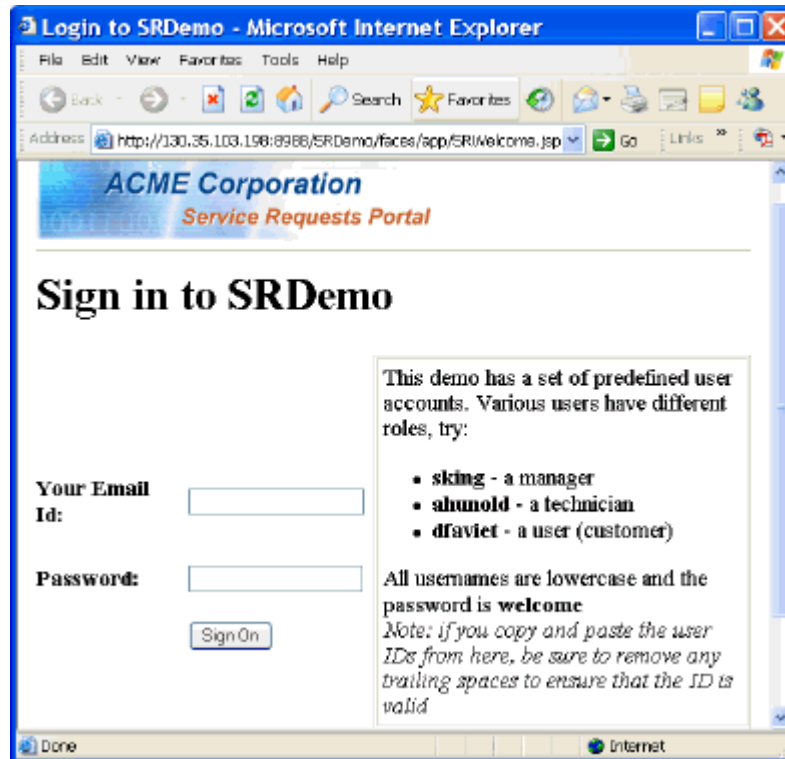 Login to SRDemo - Microsoft Internet Explorer
File Edit View Favorites Tools Help
Back Search Favorites
Address http://130.35.103.198:8988/SRDemo/faces/app/SRWelcome.jsp Go Links »
ACME Corporation
Service Requests Portal
Sign in to SRDemo
This demo has a set of predefined user
accounts. Various users have different
roles, try:
• sking - a manager
• ahunold - a technician
• dfaviet - a user (customer)
Your Email
Id:
Password:
Sign On
All usernames are lowercase and the
password is welcome
Note: if you copy and paste the user
IDs from here, be sure to remove any
trailing spaces to ensure that the ID is
valid
Done Internet